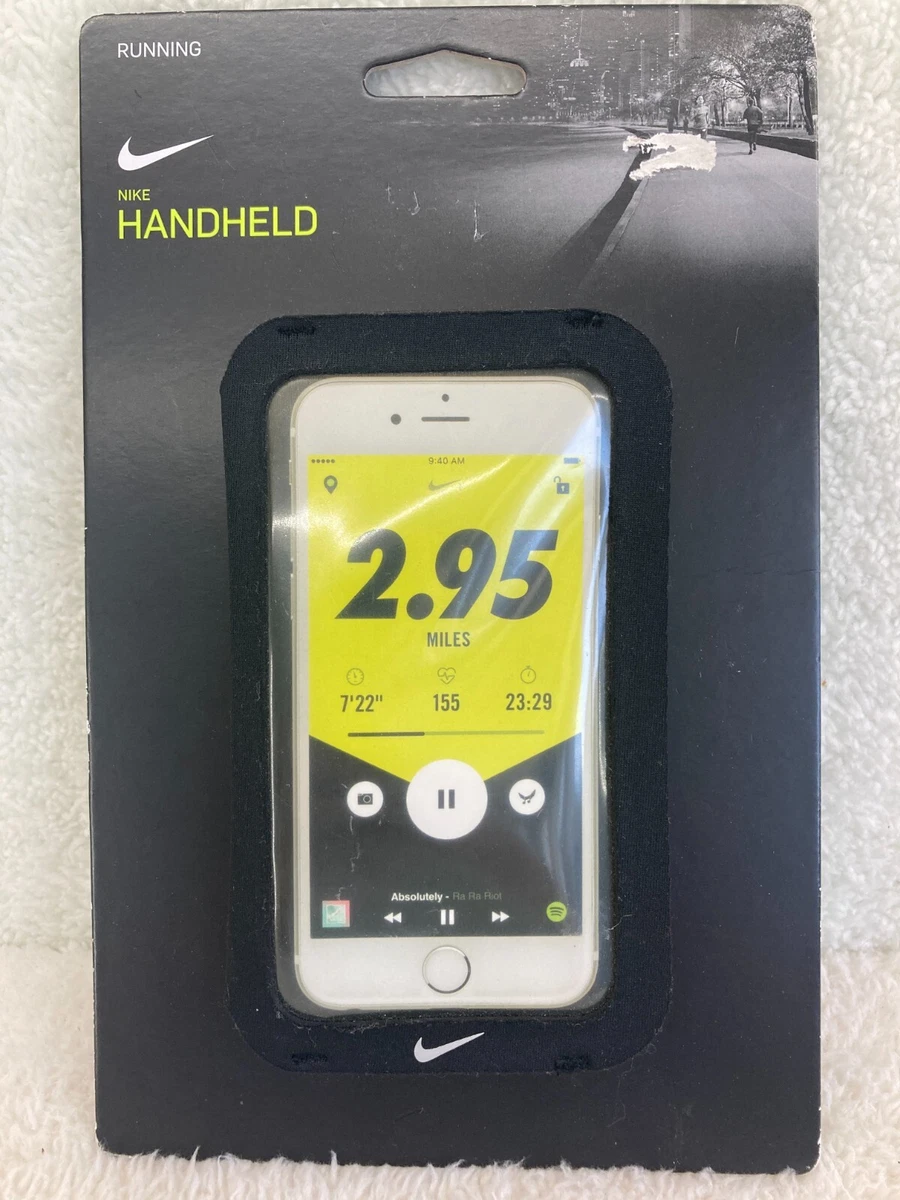 RUNNING
NIKE
HANDHELD
9:40 AM
2.95
MILES
7'22" 155 23:29
Absolutely - Ra Ra Riot